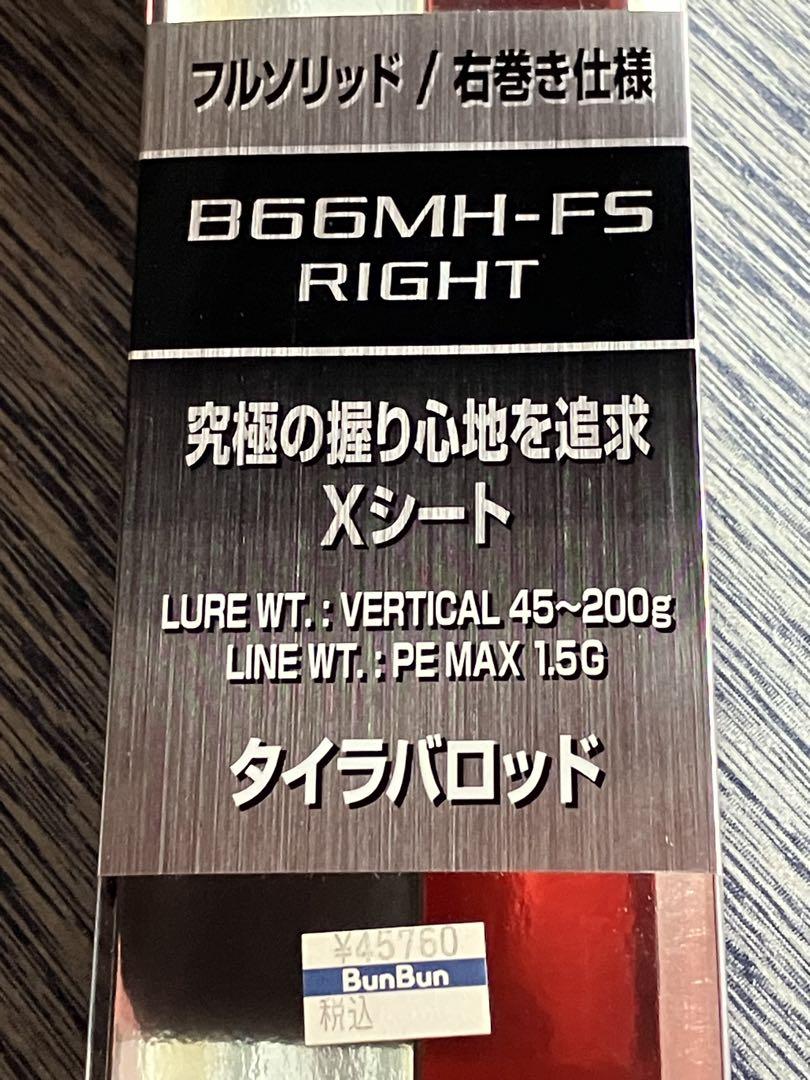 フルソリッド / 右巻き仕様
B66MH-FS
RIGHT
究極の握り心地を追求
Xシート
LURE WT. : VERTICAL 45~200g
LINE WT. : PE MAX 1.5G
タイラバロッド
¥45760
BunBun
税込